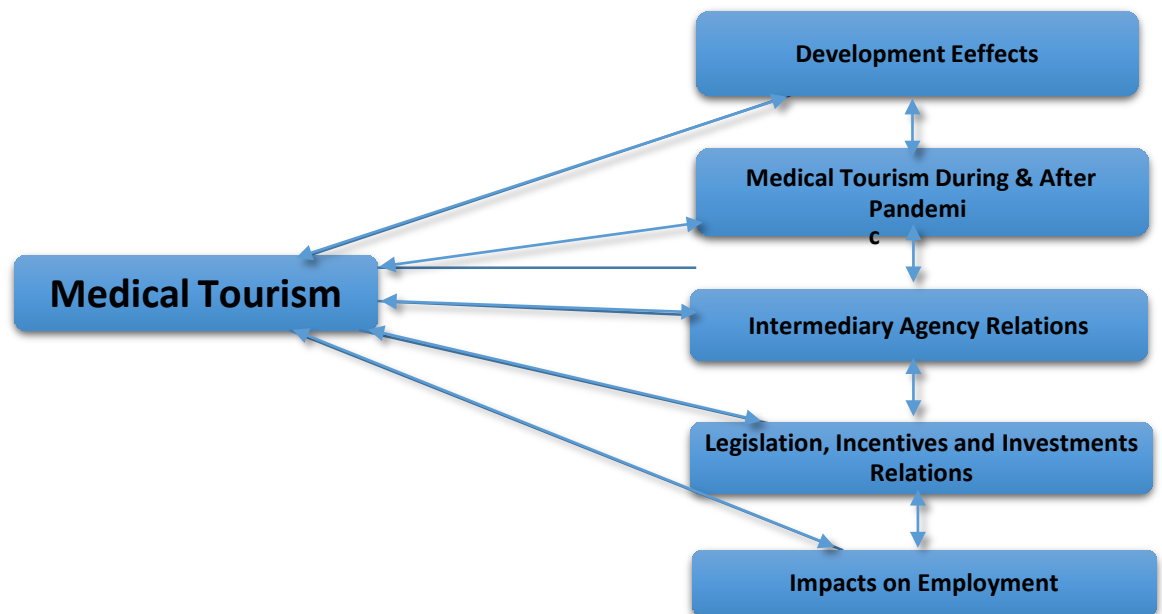 Development Eeffects
Medical Tourism During & After
Pandemi
c
Medical Tourism
Intermediary Agency Relations
Legislation, Incentives and Investments
Relations
Impacts on Employment